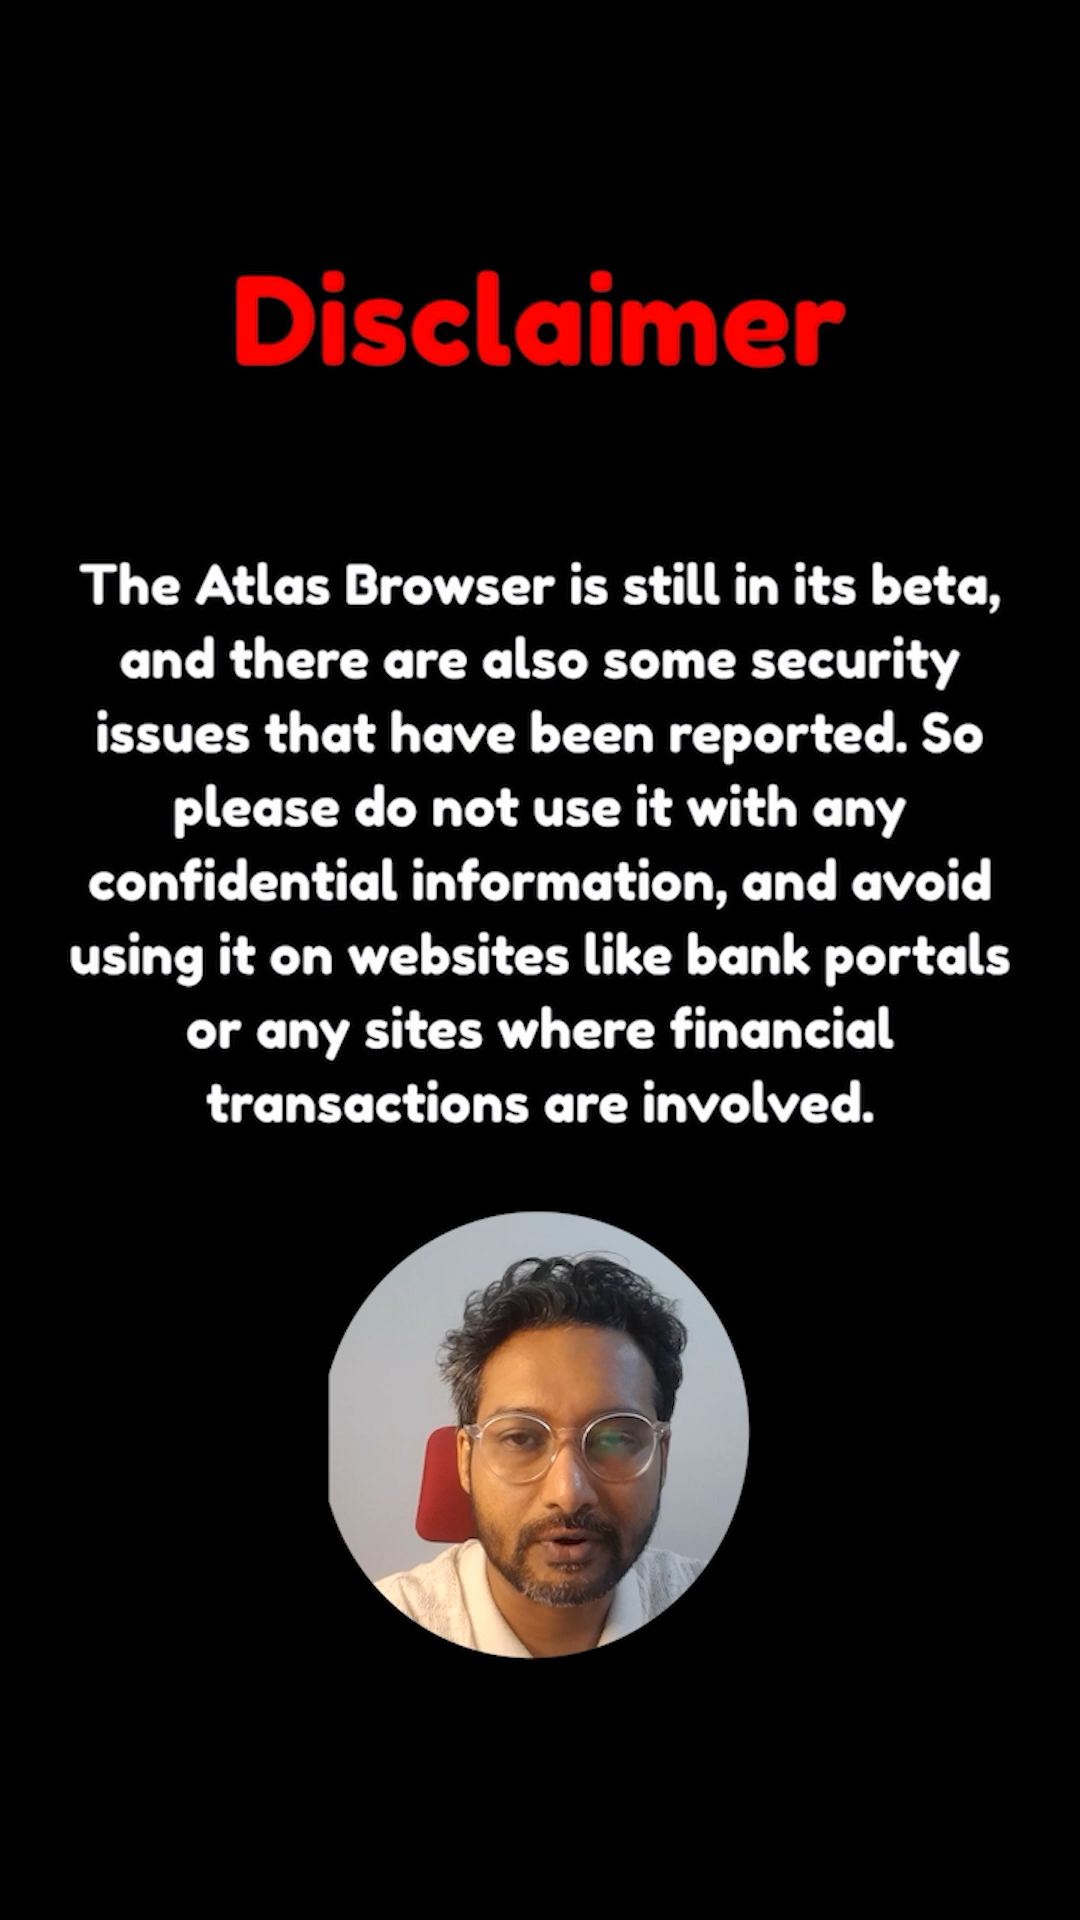 Disclaimer
The Atlas Browser is still in its beta,
and there are also some security
issues that have been reported. So
please do not use it with any
confidential information, and avoid
using it on websites like bank portals
or any sites where financial
transactions are involved.